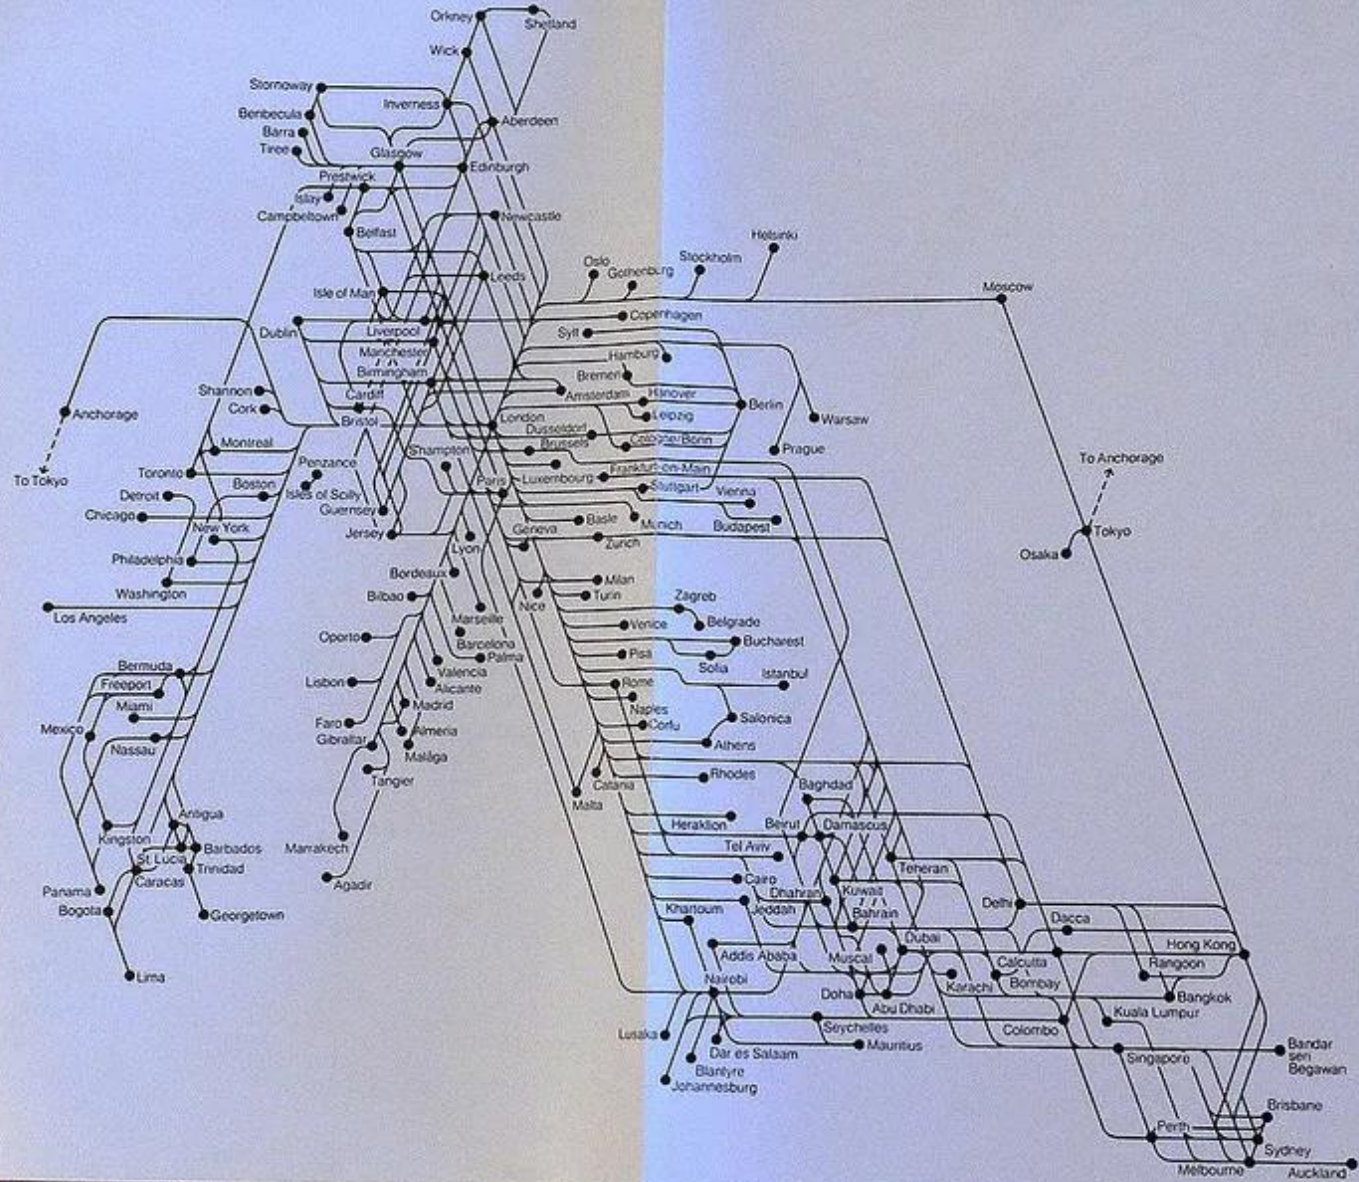 Orkney
Shetland
Wick
Stornoway
Inverness
Benbecula
Aberdeen
Barra
Tiree
Glasgow
Edinburgh
Prestwick
Islay
Campbeltown
Newcastle
Belfast
Helsinki
Stockholm
Oslo
Gothenburg
Leeds
Moscow
Isle of Man
Copenhagen
Dublin
Liverpool
Sylt
Manchester
Hamburg
Birmingham
Bremen
Shannon
Cardiff
Amsterdam
Hanover
Berlin
Cork
Anchorage
Bristol
London
Leipzig
Warsaw
Dusseldorf
Cologne/Bonn
Montreal
S'hampton
Brussels
Prague
To Anchorage
Penzance
Toronto
Frankfurt-on-Main
To Tokyo
Boston
Isles of Scilly
Paris
Luxembourg
Stuttgart
Vienna
Detroit
Guernsey
Chicago
New York
Basle
Munich
Budapest
Jersey
Geneva
Zurich
Tokyo
Lyon
Osaka
Philadelphia
Bordeaux
Milan
Washington
Bilbao
Nice
Turin
Zagreb
Los Angeles
Marseille
Venice
Belgrade
Oporto
Barcelona
Bucharest
Palma
Pisa
Sofia
Bermuda
Valencia
Istanbul
Freeport
Lisbon
Alicante
Rome
Miami
Madrid
Naples
Mexico
Faro
Corfu
Salonica
Nassau
Gibraltar
Almeria
Malaga
Athens
Tangier
Rhodes
Catania
Baghdad
Malta
Antigua
Heraklion
Beirut
Damascus
Kingston
Marrakech
Tel Aviv
St Lucia
Barbados
Trinidad
Teheran
Caracas
Cairo
Panama
Agadir
Dhahran
Kuwait
Bogota
Georgetown
Khartoum
Jeddah
Bahrain
Delhi
Dacca
Dubai
Hong Kong
Addis Ababa
Muscat
Calcutta
Rangoon
Lima
Nairobi
Karachi
Bombay
Doha
Bangkok
Abu Dhabi
Kuala Lumpur
Lusaka
Seychelles
Colombo
Dar es Salaam
Mauritius
Singapore
Bandar
seri
Begawan
Blantyre
Johannesburg
Brisbane
Perth
Sydney
Melbourne
Auckland